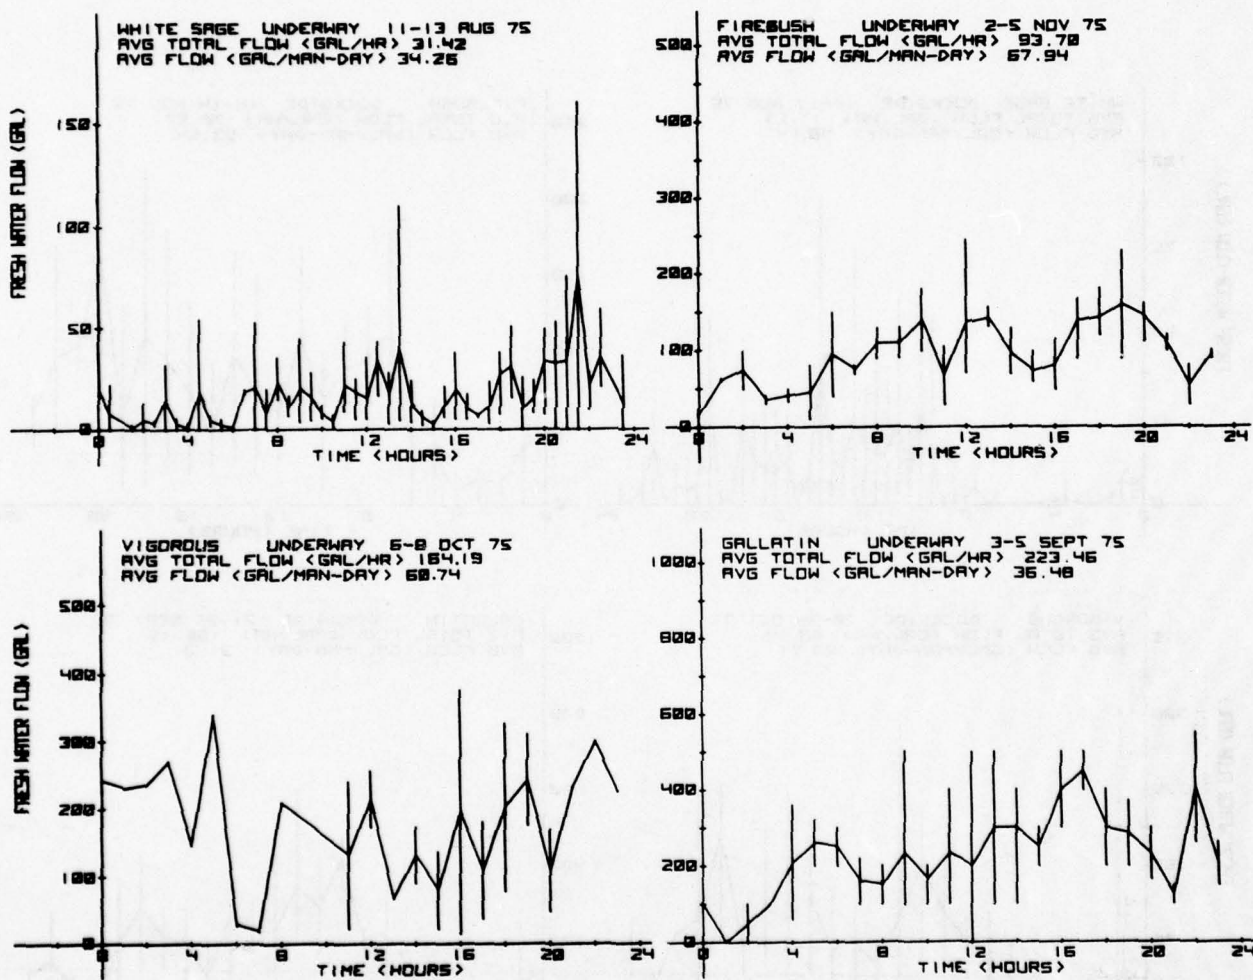 WHITE SAGE UNDERWAY 11-13 AUG 75
AVG TOTAL FLOW <GAL/HR> 31.42
AVG FLOW <GAL/MAN-DAY> 34.26
FRESH WATER FLOW <GAL>
150
100
50
0
0 4 8 12 16 20 24
TIME <HOURS>
FIREBUSH UNDERWAY 2-5 NOV 75
AVG TOTAL FLOW <GAL/HR> 93.70
AVG FLOW <GAL/MAN-DAY> 67.94
500
400
300
200
100
0
0 4 8 12 16 20 24
TIME <HOURS>
VIGOROUS UNDERWAY 6-8 OCT 75
AVG TOTAL FLOW <GAL/HR> 164.19
AVG FLOW <GAL/MAN-DAY> 60.74
FRESH WATER FLOW <GAL>
500
400
300
200
100
0
0 4 8 12 16 20 24
TIME <HOURS>
GALLATIN UNDERWAY 3-5 SEPT 75
AVG TOTAL FLOW <GAL/HR> 223.46
AVG FLOW <GAL/MAN-DAY> 36.48
1000
800
600
400
200
0
0 4 8 12 16 20 24
TIME <HOURS>